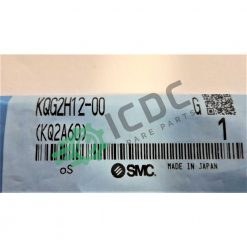 KQG2H12-00
G
(KQ2A60)
1
ICDC
SPARE PARTS
oS
SMC
MADE IN JAPAN